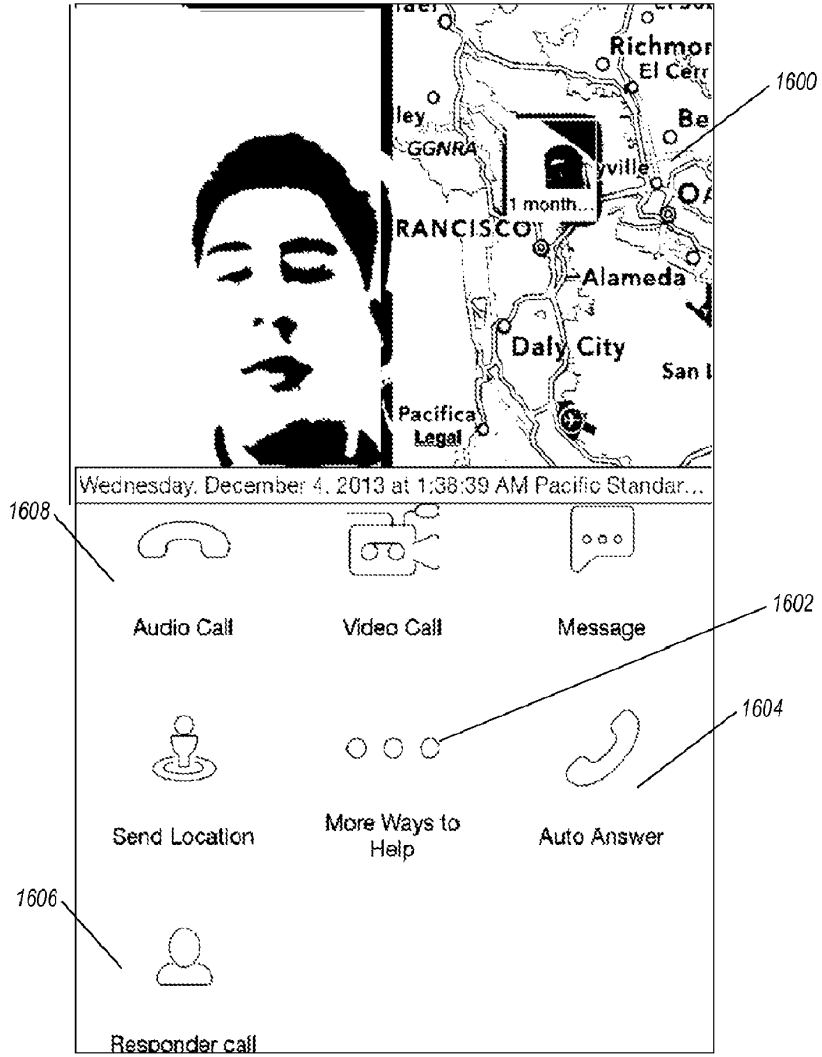 Richmor
El Cerr
1600
ley
Be
GGNRA
yville
1 month...
RANCISCO
Alameda
Daly City
San L
Pacifica
Legal
Wednesday, December 4, 2013 at 1:38:39 AM Pacific Standar...
1608
Audio Call
Video Call
Message
1602
1604
Send Location
More Ways to
Help
Auto Answer
1606
Responder call